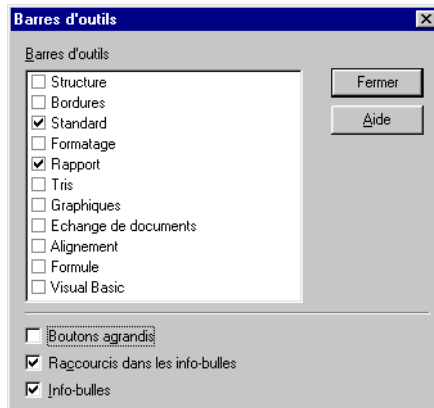 Barres d'outils
Barres d'outils
Structure
Bordures
Standard
Formatage
Rapport
Tris
Graphiques
Echange de documents
Alignement
Formule
Visual Basic
Fermer
Aide
Boutons agrandis
Raccourcis dans les info-bulles
Info-bulles